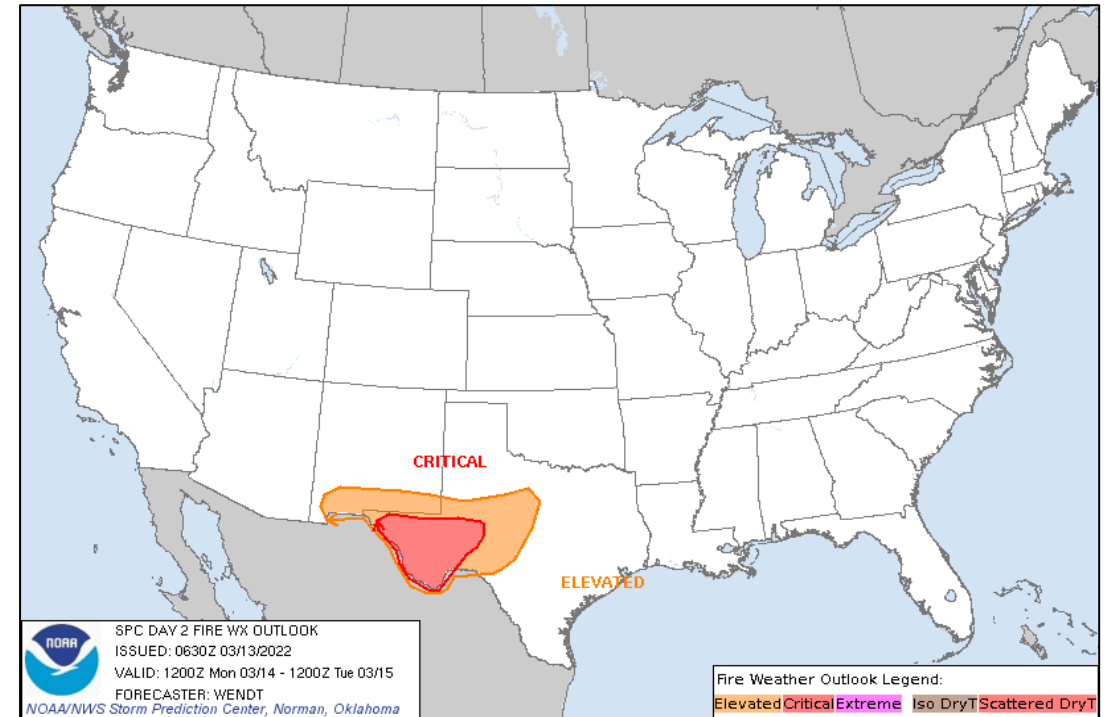 CRITICAL
ELEVATED
NOAA
SPC DAY 2 FIRE WX OUTLOOK
ISSUED: 0630Z 03/13/2022
VALID: 1200Z Mon 03/14 - 1200Z Tue 03/15
FORECASTER: WENDT
NOAA/NWS Storm Prediction Center, Norman, Oklahoma
Fire Weather Outlook Legend:
Elevated Critical Extreme Iso DryT Scattered DryT